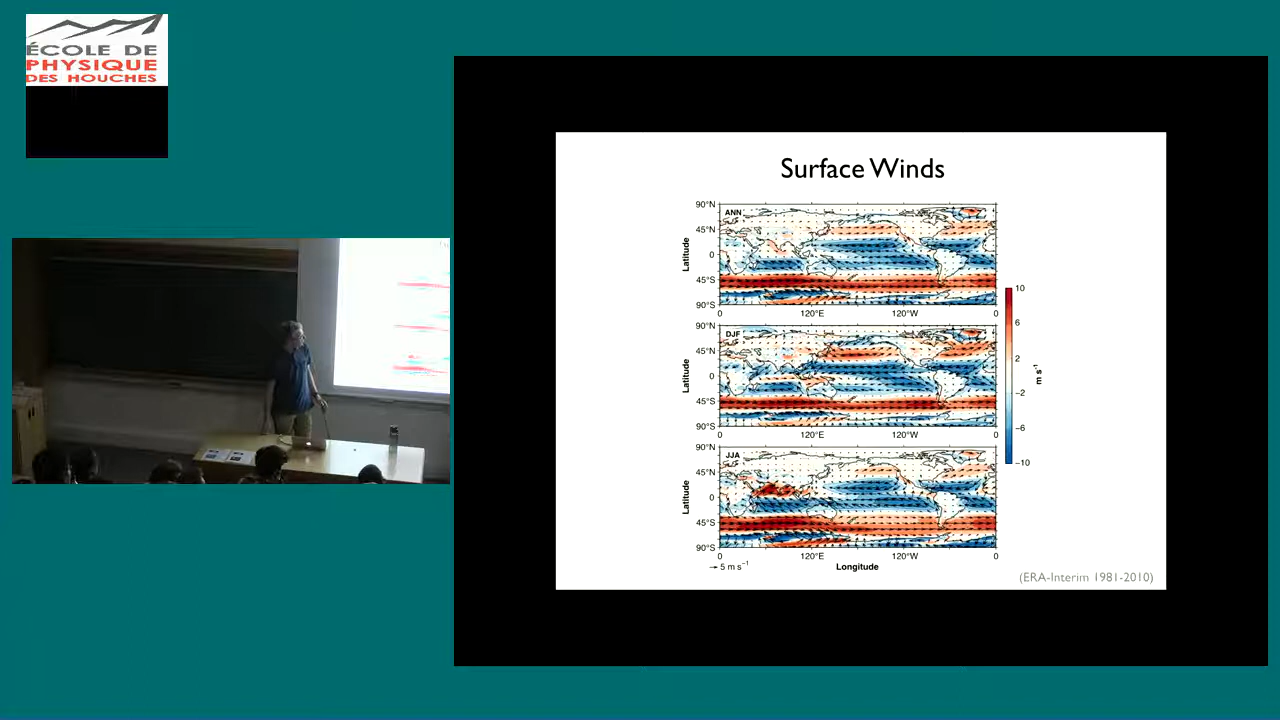 ÉCOLE DE
PHYSIQUE
DES HOUCHES
Surface Winds
90°N
ANN
45°N
Latitude
0
45°S
90°S
0
120°E
120°W
0
90°N
DJF
45°N
Latitude
0
45°S
90°S
0
120°E
120°W
0
90°N
JJA
45°N
Latitude
0
45°S
90°S
0
120°E
120°W
0
→ 5 m s⁻¹
Longitude
10
6
2
−2
−6
−10
m s⁻¹
(ERA-Interim 1981-2010)